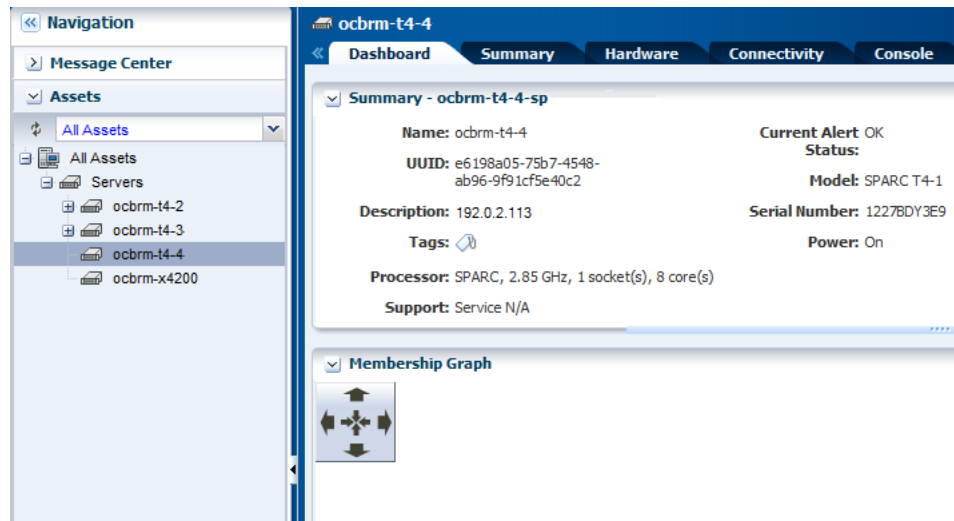 Navigation
Message Center
Assets
All Assets
All Assets
Servers
ocbrm-t4-2
ocbrm-t4-3
ocbrm-t4-4
ocbrm-x4200
ocbrm-t4-4
Dashboard Summary Hardware Connectivity Console
Summary - ocbrm-t4-4-sp
Name: ocbrm-t4-4
UUID: e6198a05-75b7-4548-
ab96-9f91cf5e40c2
Description: 192.0.2.113
Tags:
Processor: SPARC, 2.85 GHz, 1 socket(s), 8 core(s)
Support: Service N/A
Current Alert OK
Status:
Model: SPARC T4-1
Serial Number: 1227BDY3E9
Power: On
Membership Graph